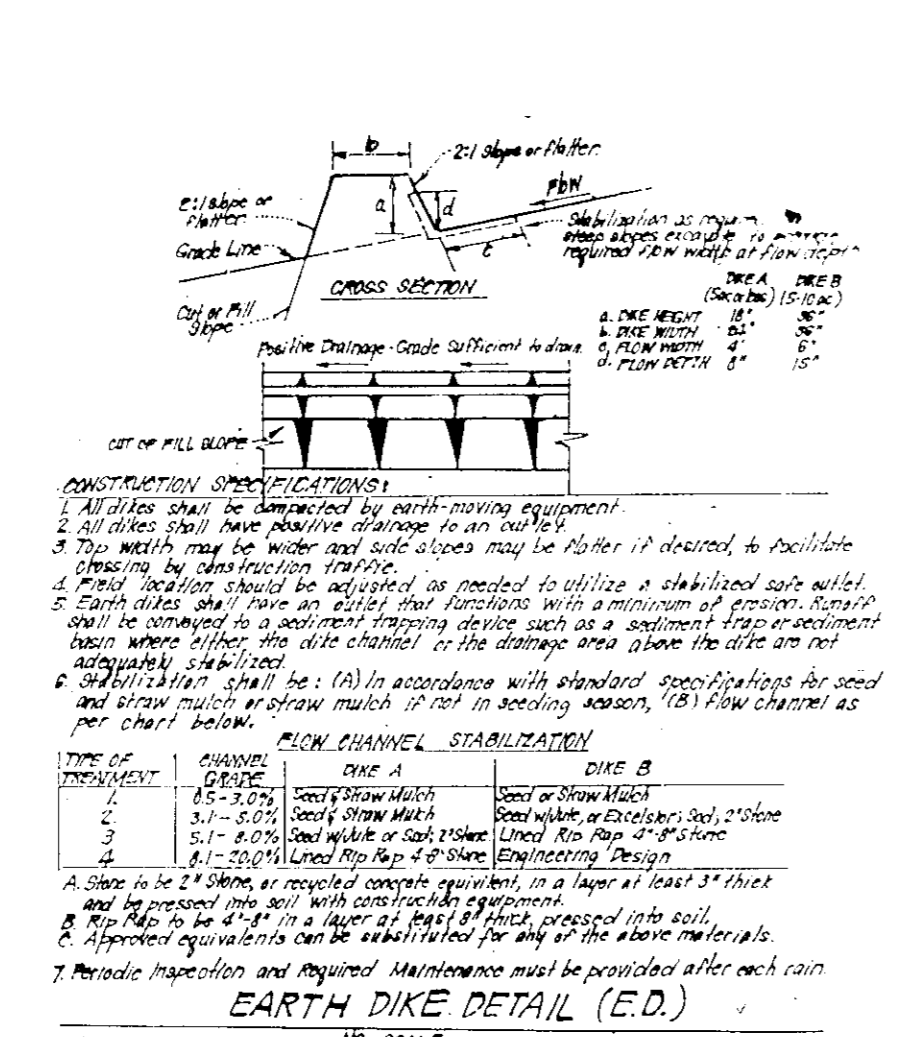 b
2:1 slope or flatter.
Flow
2:1 slope or
flatter
a
d
Stabilization as
Grade Line
c
steep slopes excavate to
required flow width at flow depth
CROSS SECTION
Cut or Fill
Slope
DIKE A DIKE B
(5ac or less) (5-10 ac)
a. DIKE HEIGHT 18" 36"
b. DIKE WIDTH 36"
c. FLOW WIDTH 4' 6'
d. FLOW DEPTH 8" 15"
Positive Drainage-Grade Sufficient to drain.
CUT OF FILL SLOPE
CONSTRUCTION SPECIFICATIONS:
1. All dikes shall be compacted by earth-moving equipment.
2. All dikes shall have positive drainage to an outlet.
3. Top width may be wider and side slopes may be flatter if desired, to facilitate
crossing by construction traffic.
4. Field location should be adjusted as needed to utilize a stabilized safe outlet.
5. Earth dikes shall have an outlet that functions with a minimum of erosion. Runoff
shall be conveyed to a sediment trapping device such as a sediment trap or sediment
basin where either the dike channel or the drainage area above the dike are not
adequately stabilized.
6. Stabilization shall be: (A) In accordance with standard specifications for seed
and straw mulch or straw mulch if not in seeding season, (B) flow channel as
per chart below.
FLOW CHANNEL STABILIZATION
TYPE OF TREATMENT CHANNEL GRADE DIKE A DIKE B
1. 0.5-3.0% Seed & Straw Mulch Seed or Straw Mulch
2. 3.1-5.0% Seed & Straw Mulch Seed w/Jute, or Excelsior; Sod; 2" Stone
3 5.1-8.0% Seed w/Jute or Sod; 2" Stone Lined Rip Rap 4"-8" Stone
4 8.1-20.0% Lined Rip Rap 4-8" Stone Engineering Design
A. Stone to be 2" Stone, or recycled concrete equivilent, in a layer at least 3" thick
and be pressed into soil with construction equipment.
B. Rip Rap to be 4"-8" in a layer at least 8" thick, pressed into soil.
C. Approved equivalents can be substituted for any of the above materials.
7. Periodic Inspection and Required Maintenance must be provided after each rain.
EARTH DIKE DETAIL (E.D.)